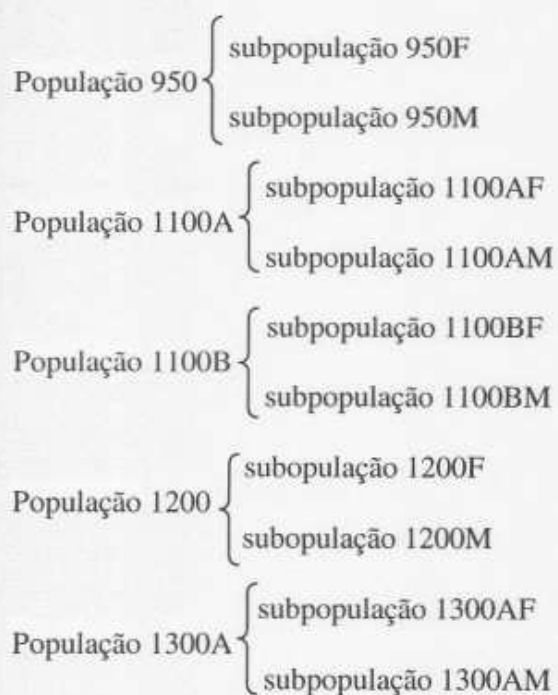 subpopulação 950F
População 950
subpopulação 950M
subpopulação 1100AF
População 1100A
subpopulação 1100AM
subpopulação 1100BF
População 1100B
subpopulação 1100BM
subopulação 1200F
População 1200
subopulação 1200M
subpopulação 1300AF
População 1300A
subpopulação 1300AM